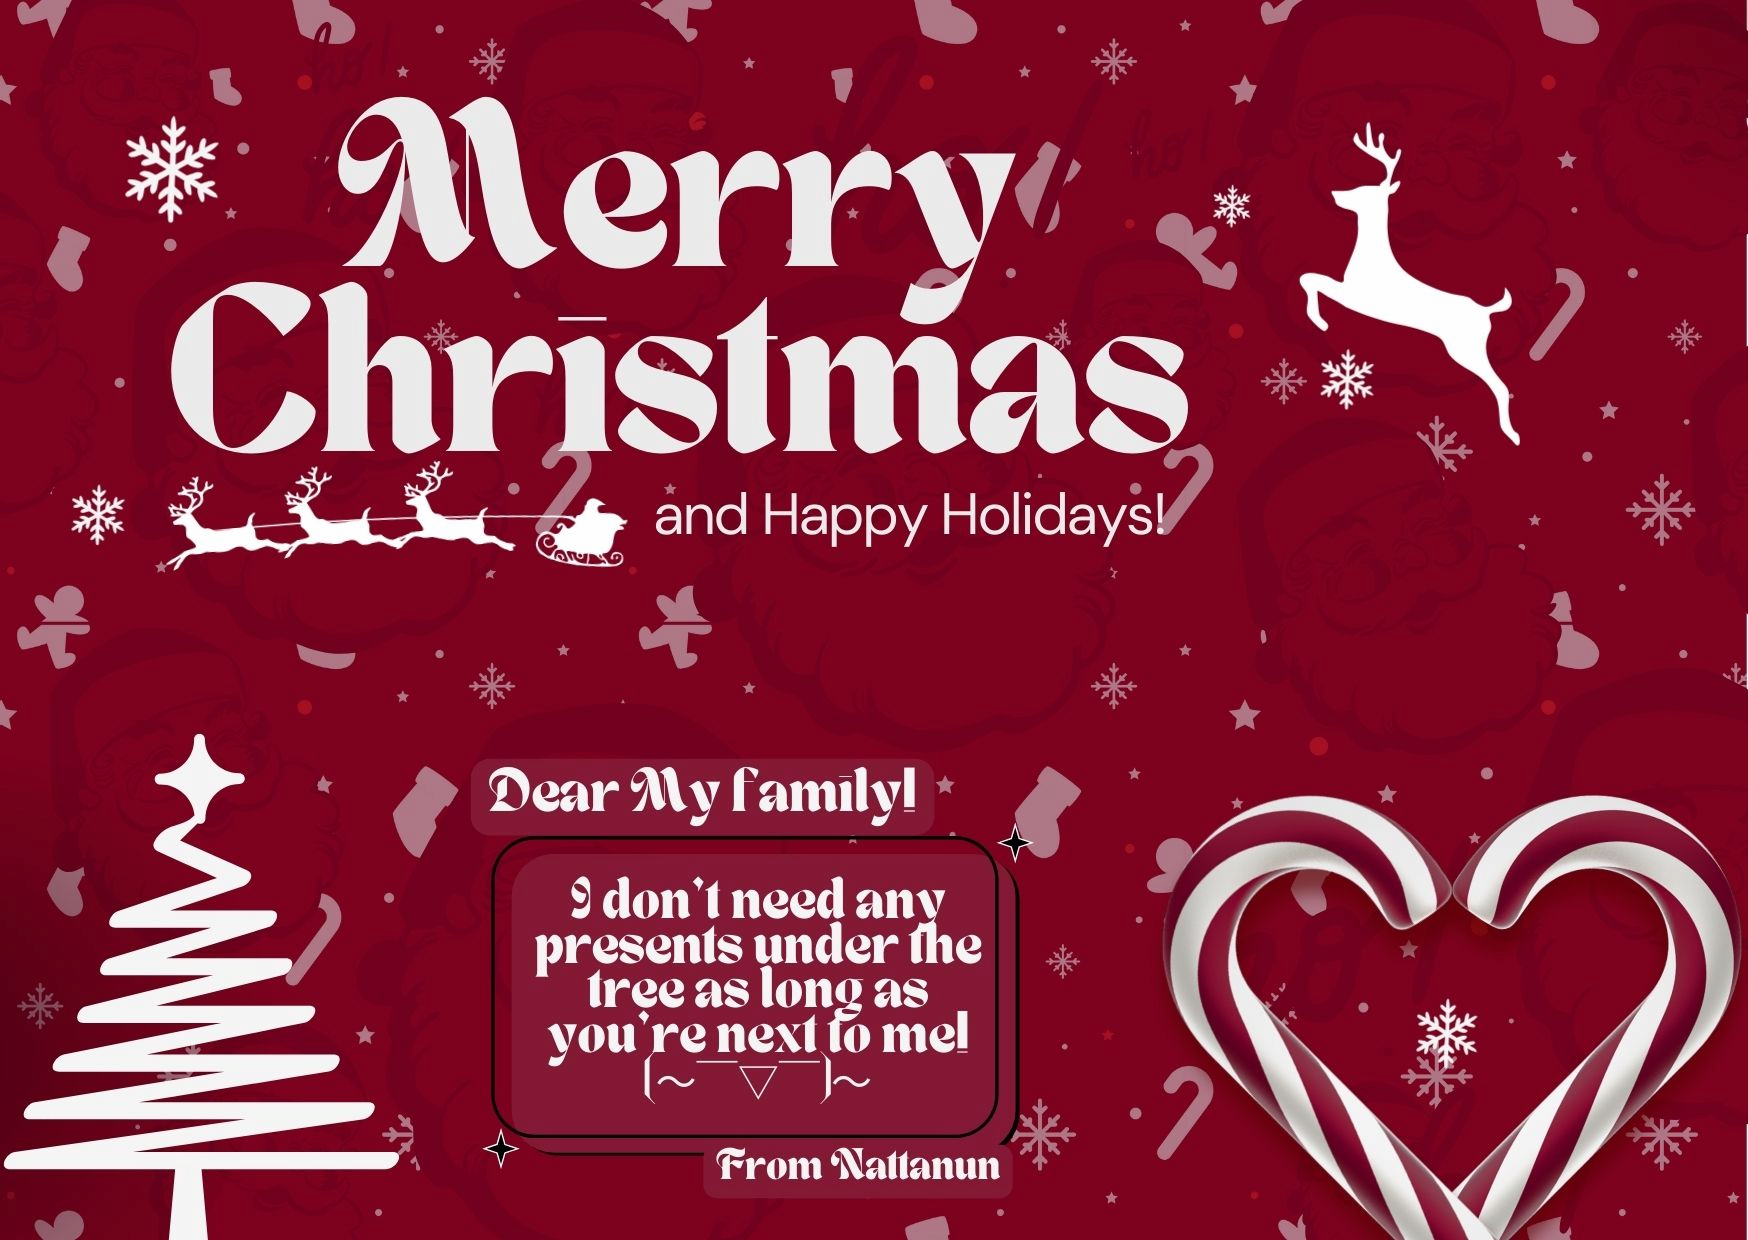 Merry
Christmas
and Happy Holidays!
Dear My family!
I don't need any
presents under the
tree as long as
you're next to me!
(~‾▽‾)~
From Nattanun